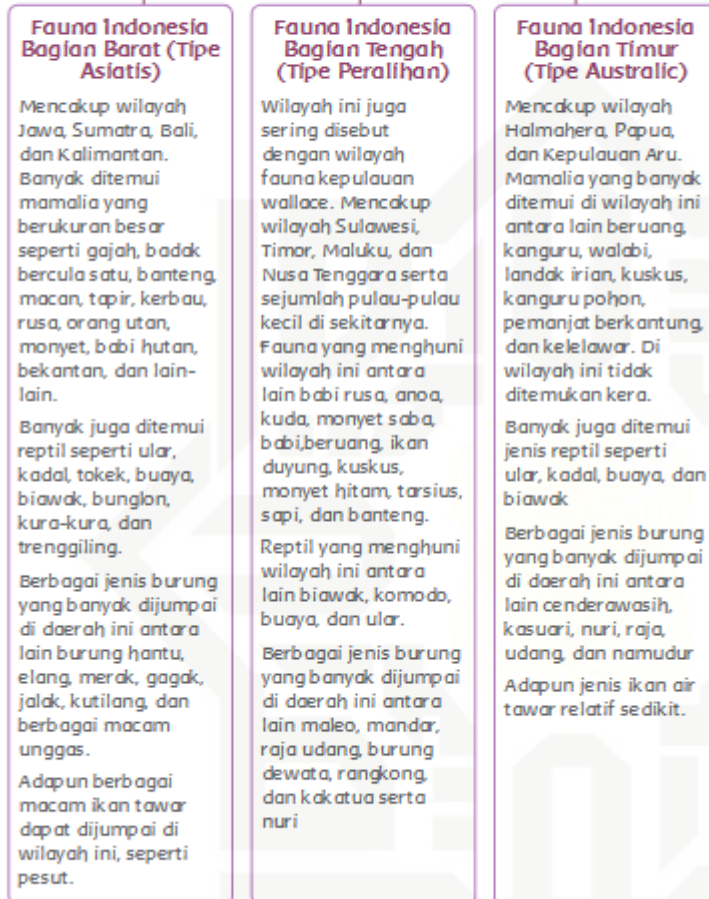 Fauna Indonesia
Bagian Barat (Tipe
Asiatis)
Mencakup wilayah
Jawa, Sumatra, Bali,
dan Kalimantan.
Banyak ditemui
mamalia yang
berukuran besar
seperti gajah, badak
bercula satu, banteng,
macan, tapir, kerbau,
rusa, orang utan,
monyet, babi hutan,
bekantan, dan lain-
lain.
Banyak juga ditemui
reptil seperti ular,
kadal, tokek, buaya,
biawak, bunglon,
kura-kura, dan
trenggiling.
Berbagai jenis burung
yang banyak dijumpai
di daerah ini antara
lain burung hantu,
elang, merak, gagak,
jalak, kutilang, dan
berbagai macam
unggas.
Adapun berbagai
macam ikan tawar
dapat dijumpai di
wilayah ini, seperti
pesut.
Fauna Indonesia
Bagian Tengah
(Tipe Peralihan)
Wilayah ini juga
sering disebut
dengan wilayah
fauna kepulauan
wallace. Mencakup
wilayah Sulawesi,
Timor, Maluku, dan
Nusa Tenggara serta
sejumlah pulau-pulau
kecil di sekitarnya.
Fauna yang menghuni
wilayah ini antara
lain babi rusa, anoa,
kuda, monyet saba,
babi,beruang, ikan
duyung, kuskus,
monyet hitam, tarsius,
sapi, dan banteng.
Reptil yang menghuni
wilayah ini antara
lain biawak, komodo,
buaya, dan ular.
Berbagai jenis burung
yang banyak dijumpai
di daerah ini antara
lain maleo, mandar,
raja udang, burung
dewata, rangkong,
dan kakatua serta
nuri
Fauna Indonesia
Bagian Timur
(Tipe Australic)
Mencakup wilayah
Halmahera, Papua,
dan Kepulauan Aru.
Mamalia yang banyak
ditemui di wilayah ini
antara lain beruang,
kanguru, walabi,
landak irian, kuskus,
kanguru pohon,
pemanjat berkantung,
dan kelelawar. Di
wilayah ini tidak
ditemukan kera.
Banyak juga ditemui
jenis reptil seperti
ular, kadal, buaya, dan
biawak
Berbagai jenis burung
yang banyak dijumpai
di daerah ini antara
lain cenderawasih,
kasuari, nuri, raja,
udang, dan namudur
Adapun jenis ikan air
tawar relatif sedikit.